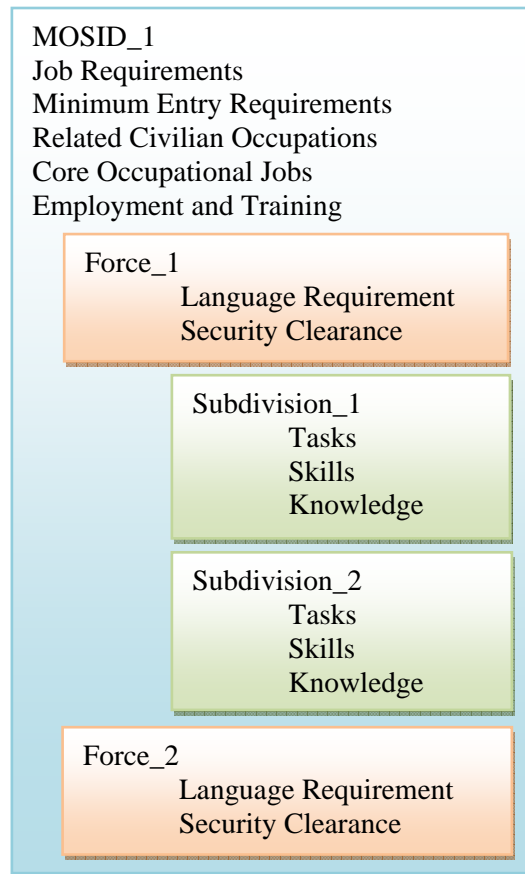 MOSID_1
Job Requirements
Minimum Entry Requirements
Related Civilian Occupations
Core Occupational Jobs
Employment and Training
Force_1
Language Requirement
Security Clearance
Subdivision_1
Tasks
Skills
Knowledge
Subdivision_2
Tasks
Skills
Knowledge
Force_2
Language Requirement
Security Clearance